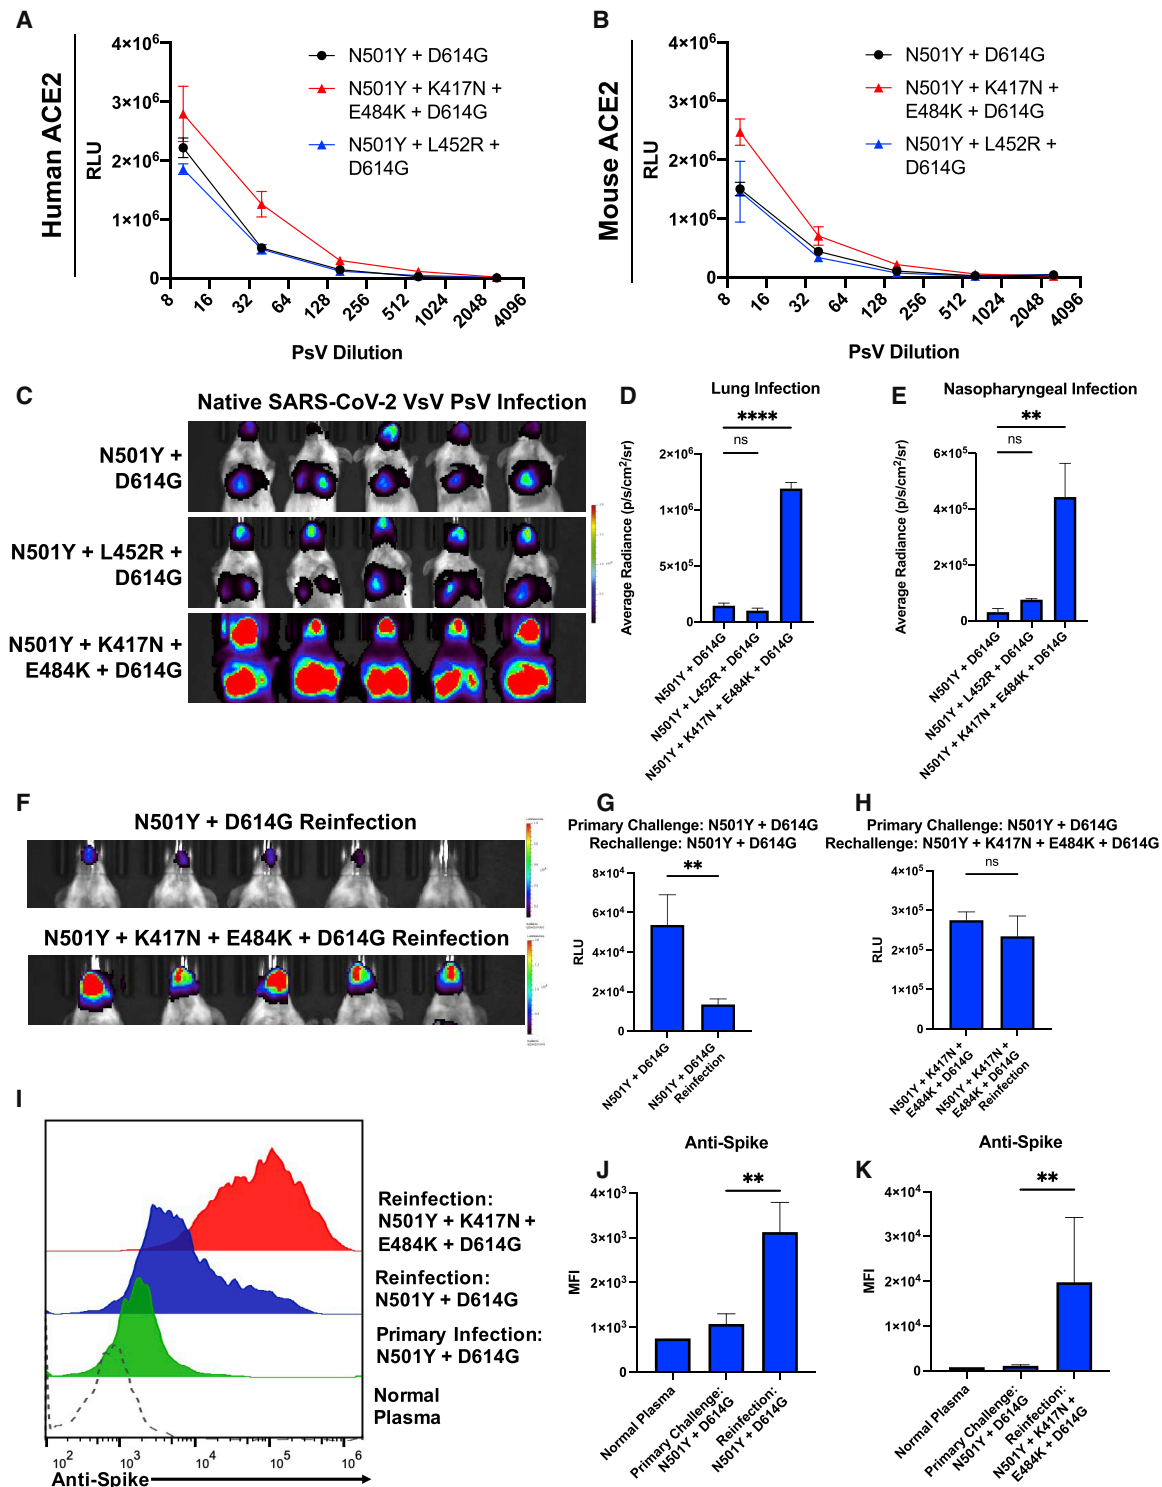 A
Human ACE2
RLU
4×10⁶
3×10⁶
2×10⁶
1×10⁶
0
8 16 32 64 128 256 512 1024 2048 4096
PsV Dilution
N501Y + D614G
N501Y + K417N +
E484K + D614G
N501Y + L452R +
D614G
B
Mouse ACE2
RLU
4×10⁶
3×10⁶
2×10⁶
1×10⁶
0
8 16 32 64 128 256 512 1024 2048 4096
PsV Dilution
N501Y + D614G
N501Y + K417N +
E484K + D614G
N501Y + L452R +
D614G
C
Native SARS-CoV-2 VsV PsV Infection
N501Y +
D614G
N501Y + L452R +
D614G
N501Y + K417N +
E484K + D614G
D
Lung Infection
****
ns
Average Radiance (p/s/cm²/sr)
2×10⁶
1×10⁶
5×10⁵
0
N501Y + D614G
N501Y + L452R + D614G
N501Y + K417N + E484K + D614G
E
Nasopharyngeal Infection
**
ns
Average Radiance (p/s/cm²/sr)
6×10⁵
4×10⁵
2×10⁵
0
N501Y + D614G
N501Y + L452R + D614G
N501Y + K417N + E484K + D614G
F
N501Y + D614G Reinfection
N501Y + K417N + E484K + D614G Reinfection
G
Primary Challenge: N501Y + D614G
Rechallenge: N501Y + D614G
**
RLU
8×10⁴
6×10⁴
4×10⁴
2×10⁴
0
N501Y + D614G
N501Y + D614G
Reinfection
H
Primary Challenge: N501Y + D614G
Rechallenge: N501Y + K417N + E484K + D614G
ns
RLU
4×10⁵
3×10⁵
2×10⁵
1×10⁵
0
N501Y + K417N +
E484K + D614G
N501Y + K417N +
E484K + D614G
Reinfection
I
Reinfection:
N501Y + K417N +
E484K + D614G
Reinfection:
N501Y + D614G
Primary Infection:
N501Y + D614G
Normal
Plasma
10² 10³ 10⁴ 10⁵ 10⁶
Anti-Spike
J
Anti-Spike
**
MFI
4×10³
3×10³
2×10³
1×10³
0
Normal Plasma
Primary Challenge:
N501Y + D614G
Reinfection:
N501Y + D614G
K
Anti-Spike
**
MFI
4×10⁴
3×10⁴
2×10⁴
1×10⁴
0
Normal Plasma
Primary Challenge:
N501Y + D614G
Reinfection:
N501Y + K417N +
E484K + D614G